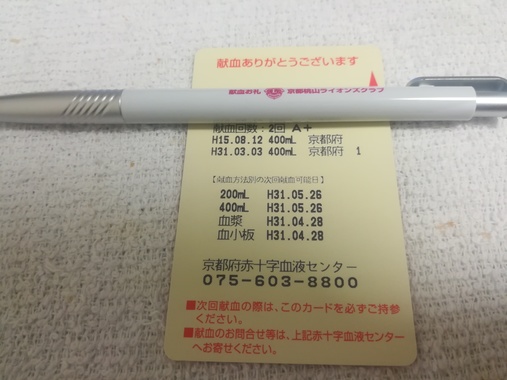 献血ありがとうございます
献血お礼 京都桃山ライオンズクラブ
献血回数：2回 A+
H15.08.12 400mL 京都府
H31.03.03 400mL 京都府 1
【献血方法別の次回献血可能日】
200mL H31.05.26
400mL H31.05.26
血漿 H31.04.28
血小板 H31.04.28
京都府赤十字血液センター
075-603-8800
■次回献血の際は、このカードを必ずご持参
ください。
■献血のお問合せ等は、上記赤十字血液センター
へお寄せください。